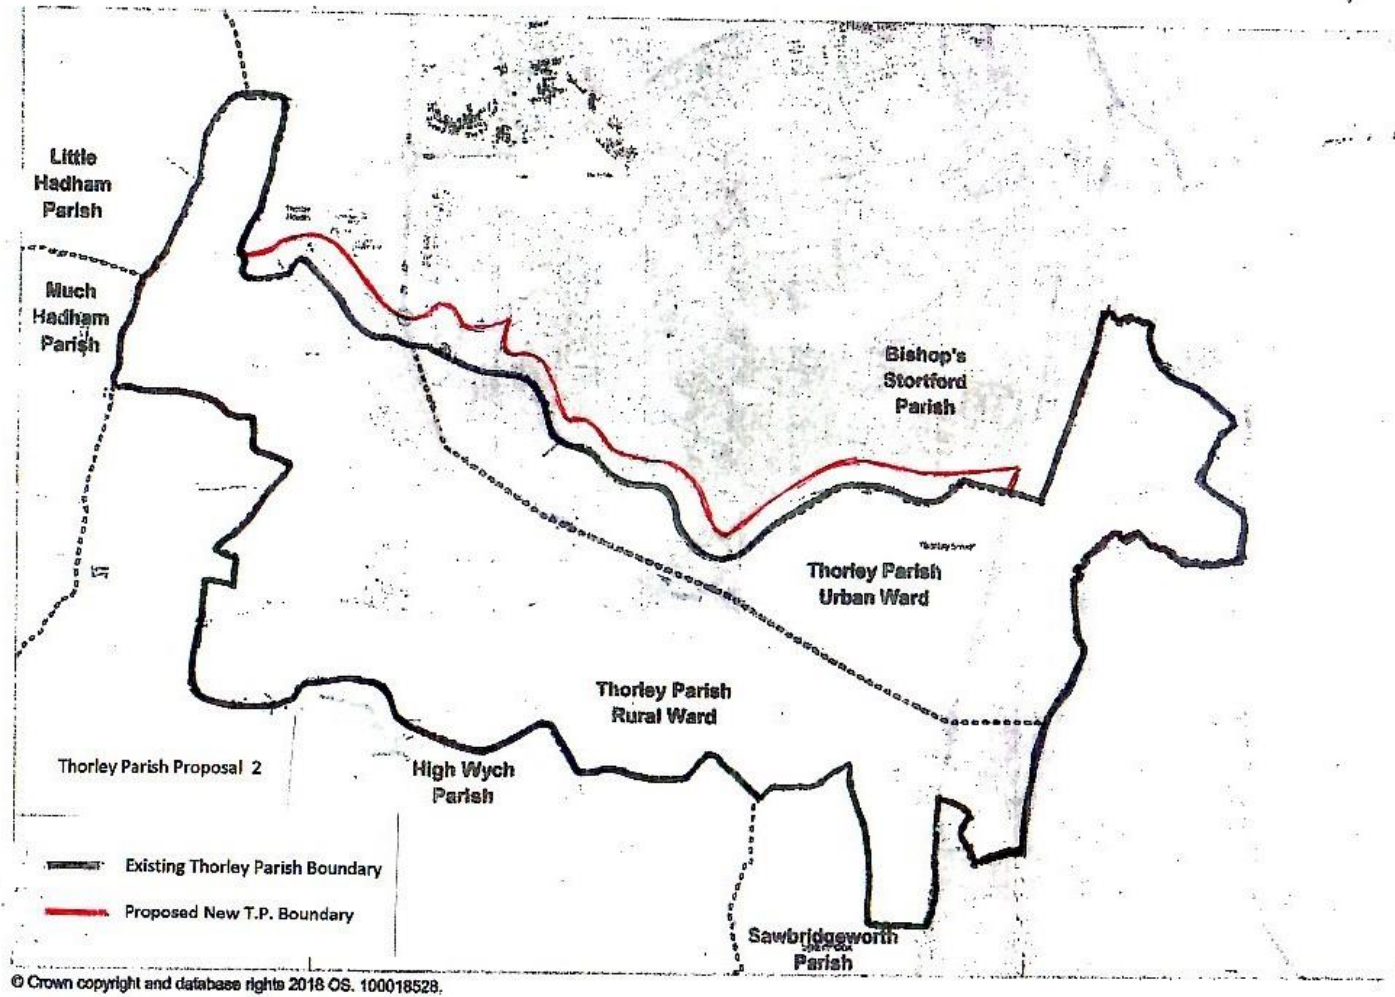 Little
Hadham
Parish
Much
Hadham
Parish
Bishop's
Stortford
Parish
Thorley Street
Thorley Parish
Urban Ward
Thorley Parish
Rural Ward
Thorley Parish Proposal 2
High Wych
Parish
Existing Thorley Parish Boundary
Proposed New T.P. Boundary
Sawbridgeworth
Parish
© Crown copyright and database rights 2018 OS. 100018528.